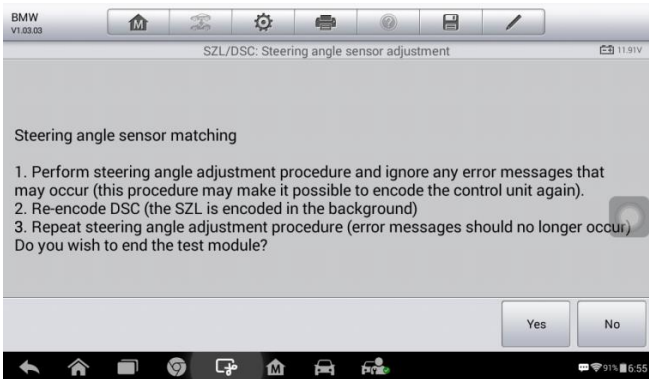 BMW
V1.03.03
SZL/DSC: Steering angle sensor adjustment
11.91V
Steering angle sensor matching
1. Perform steering angle adjustment procedure and ignore any error messages that
may occur (this procedure may make it possible to encode the control unit again).
2. Re-encode DSC (the SZL is encoded in the background)
3. Repeat steering angle adjustment procedure (error messages should no longer occur)
Do you wish to end the test module?
Yes
No
91%
6:55